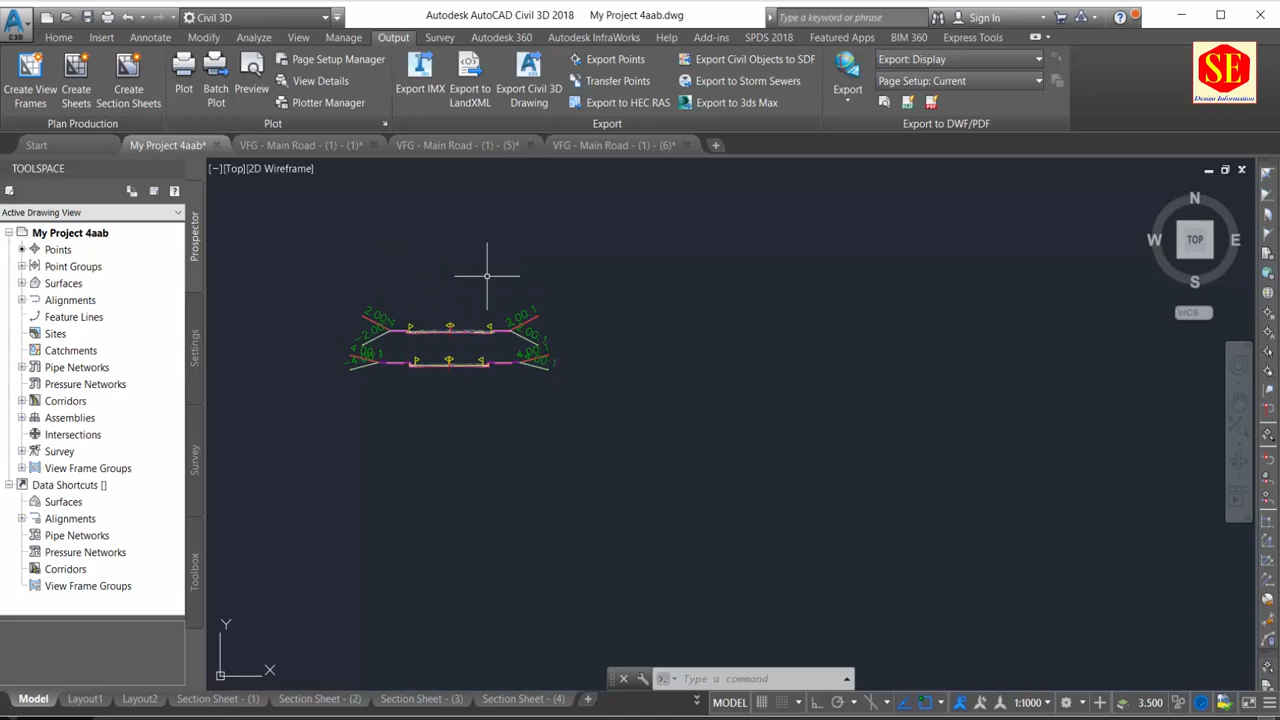 Civil 3D
Autodesk AutoCAD Civil 3D 2018 My Project 4aab.dwg
Type a keyword or phrase
Sign In
C3D
Home Insert Annotate Modify Analyze View Manage Output Survey Autodesk 360 Autodesk InfraWorks Help Add-ins SPDS 2018 Featured Apps BIM 360 Express Tools
Create View Frames
Create Sheets
Create Section Sheets
Plan Production
Plot
Batch Plot
Preview
Page Setup Manager
View Details
Plotter Manager
Plot
Export IMX
Export to LandXML
Export Civil 3D Drawing
Export Points
Transfer Points
Export to HEC RAS
Export Civil Objects to SDF
Export to Storm Sewers
Export to 3ds Max
Export
Export
Export: Display
Page Setup: Current
Export to DWF/PDF
SE
Design Information
Start
My Project 4aab*
VFG - Main Road - (1) - (1)*
VFG - Main Road - (1) - (5)*
VFG - Main Road - (1) - (6)*
TOOLSPACE
Active Drawing View
My Project 4aab
Points
Point Groups
Surfaces
Alignments
Feature Lines
Sites
Catchments
Pipe Networks
Pressure Networks
Corridors
Assemblies
Intersections
Survey
View Frame Groups
Data Shortcuts []
Surfaces
Alignments
Pipe Networks
Pressure Networks
Corridors
View Frame Groups
Prospector
Settings
Survey
Toolbox
[−][Top][2D Wireframe]
2.00:1
2.00:1
N
W
TOP
E
S
WCS
Y
X
Type a command
Model Layout1 Layout2 Section Sheet - (1) Section Sheet - (2) Section Sheet - (3) Section Sheet - (4)
MODEL
1:1000
3.500